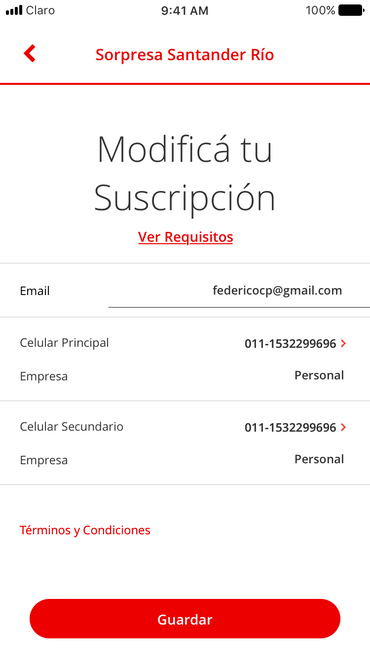 Claro 9:41 AM 100%
Sorpresa Santander Río
Modificá tu
Suscripción
Ver Requisitos
Email federicocp@gmail.com
Celular Principal 011-1532299696
Empresa Personal
Celular Secundario 011-1532299696
Empresa Personal
Términos y Condiciones
Guardar